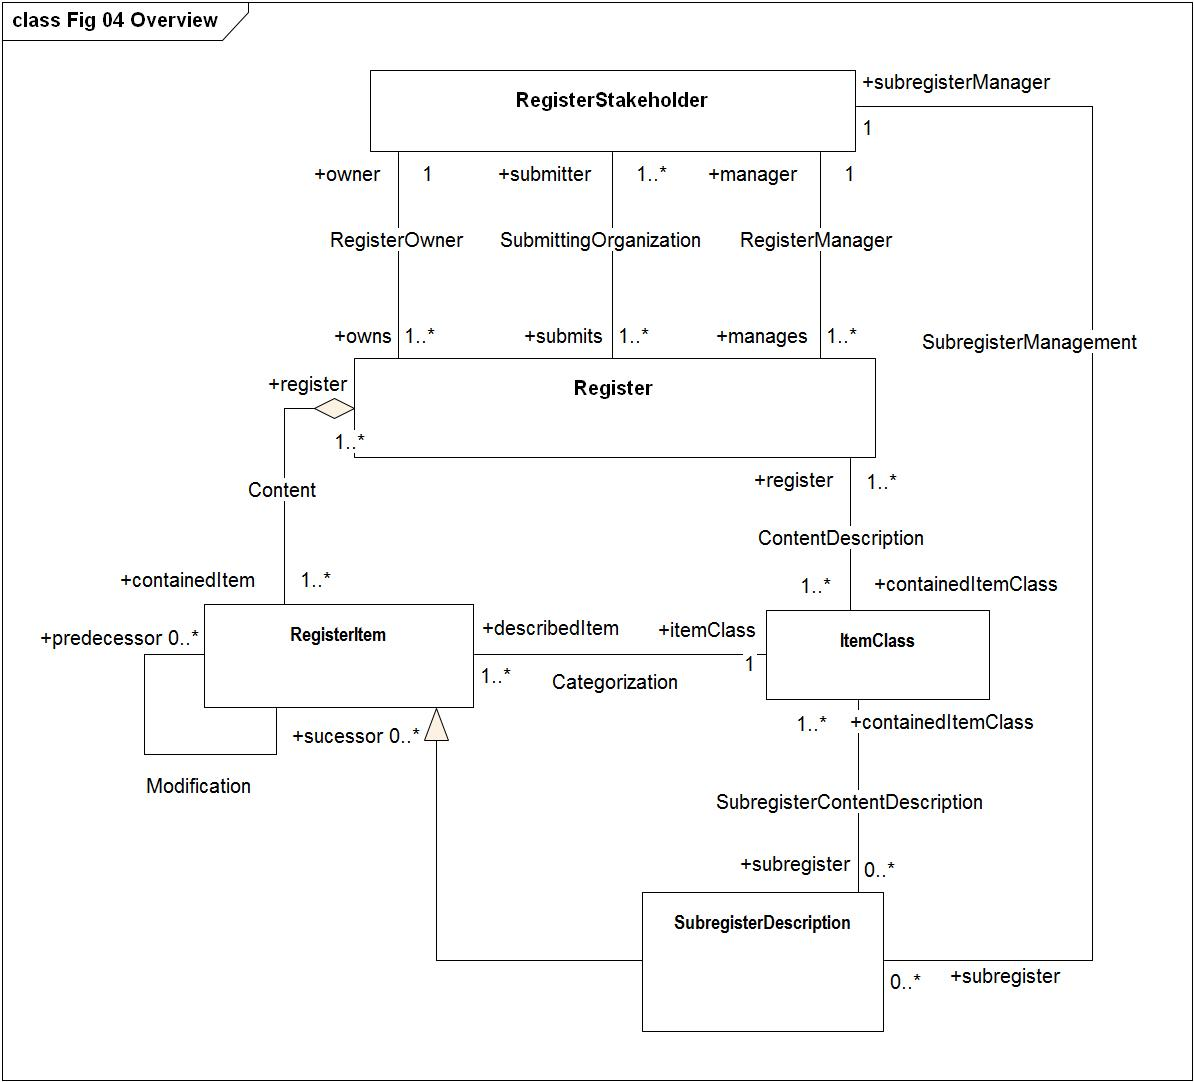 class Fig 04 Overview
RegisterStakeholder
+subregisterManager
1
+owner 1 +submitter 1..* +manager 1
RegisterOwner SubmittingOrganization RegisterManager
+owns 1..* +submits 1..* +manages 1..*
SubregisterManagement
+register
Register
1..*
+register 1..*
Content
ContentDescription
+containedItem 1..*
1..* +containedItemClass
+predecessor 0..*
RegisterItem
+describedItem +itemClass
ItemClass
1..* 1
Categorization
+sucessor 0..*
1..* +containedItemClass
Modification
SubregisterContentDescription
+subregister 0..*
SubregisterDescription
0..* +subregister